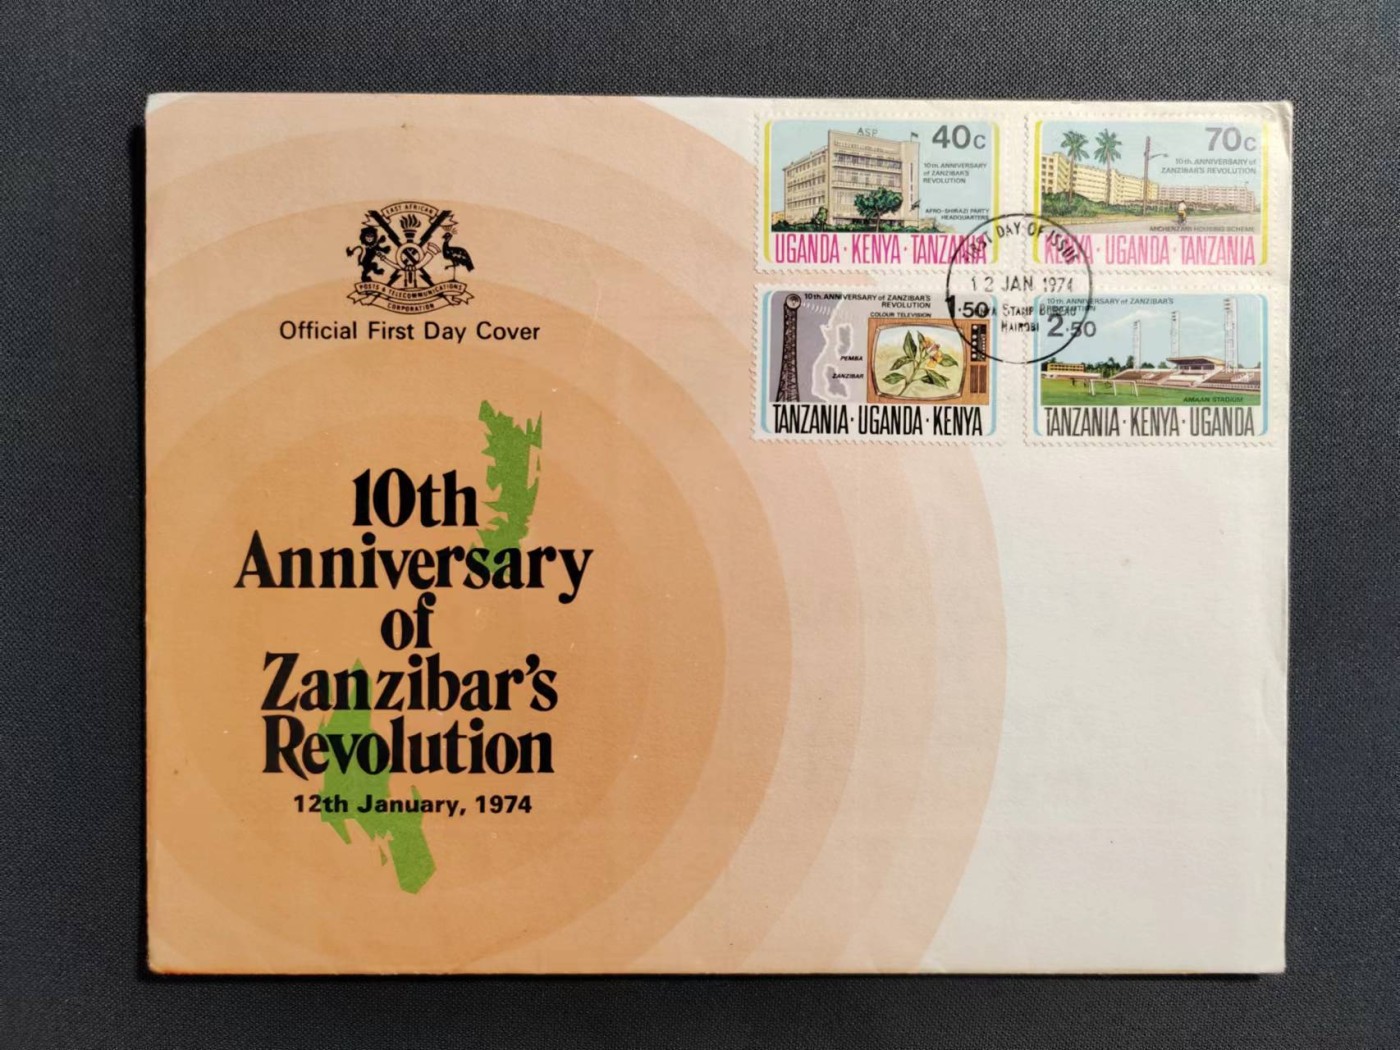 EAST AFRICAN
POSTS & TELECOMMUNICATIONS
CORPORATION
Official First Day Cover
10th
Anniversary
of
Zanzibar's
Revolution
12th January, 1974
ASP
40c
10th ANNIVERSARY
of ZANZIBAR'S
REVOLUTION
AFRO-SHIRAZI PARTY
HEADQUARTERS
UGANDA · KENYA · TANZANIA
70c
10th ANNIVERSARY of
ZANZIBAR'S REVOLUTION
HOUSING SCHEME
KENYA · UGANDA · TANZANIA
FIRST DAY OF ISSUE
12 JAN 1974
STAMP BUREAU
NAIROBI
10th ANNIVERSARY of ZANZIBAR'S
REVOLUTION
1·50
COLOUR TELEVISION
PEMBA
ZANZIBAR
TANZANIA · UGANDA · KENYA
10th ANNIVERSARY of ZANZIBAR'S
REVOLUTION
2·50
AMAAN STADIUM
TANZANIA · KENYA · UGANDA